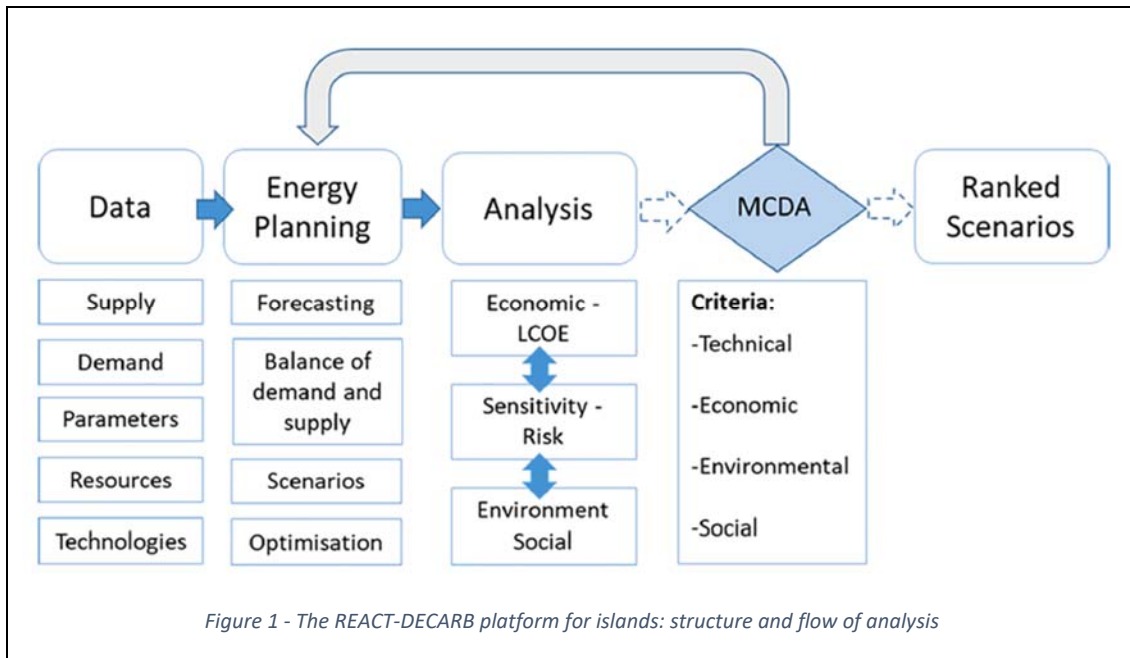 Data
Energy
Planning
Analysis
MCDA
Ranked
Scenarios
Supply
Demand
Parameters
Resources
Technologies
Forecasting
Balance of
demand and
supply
Scenarios
Optimisation
Economic -
LCOE
Sensitivity -
Risk
Environment
Social
Criteria:
-Technical
-Economic
-Environmental
-Social
Figure 1 - The REACT-DECARB platform for islands: structure and flow of analysis